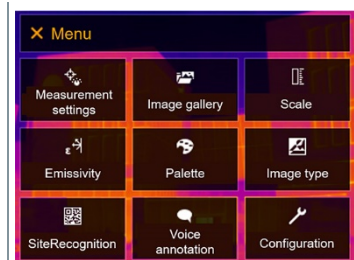 × Menu
Measurement
settings
Image gallery
Scale
ε
Emissivity
Palette
Image type
SiteRecognition
Voice
annotation
Configuration